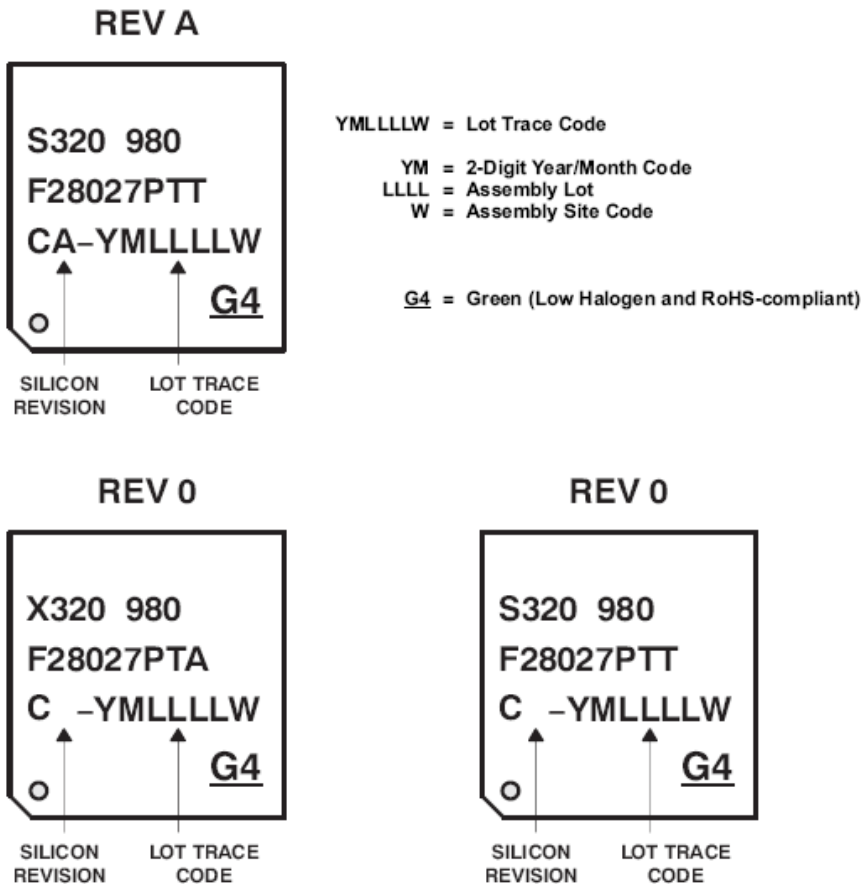 REV A
S320 980
F28027PTT
CA–YMLLLLW
G4
SILICON
REVISION
LOT TRACE
CODE
YMLLLLW = Lot Trace Code
YM = 2-Digit Year/Month Code
LLLL = Assembly Lot
W = Assembly Site Code
G4 = Green (Low Halogen and RoHS-compliant)
REV 0
X320 980
F28027PTA
C –YMLLLLW
G4
SILICON
REVISION
LOT TRACE
CODE
REV 0
S320 980
F28027PTT
C –YMLLLLW
G4
SILICON
REVISION
LOT TRACE
CODE